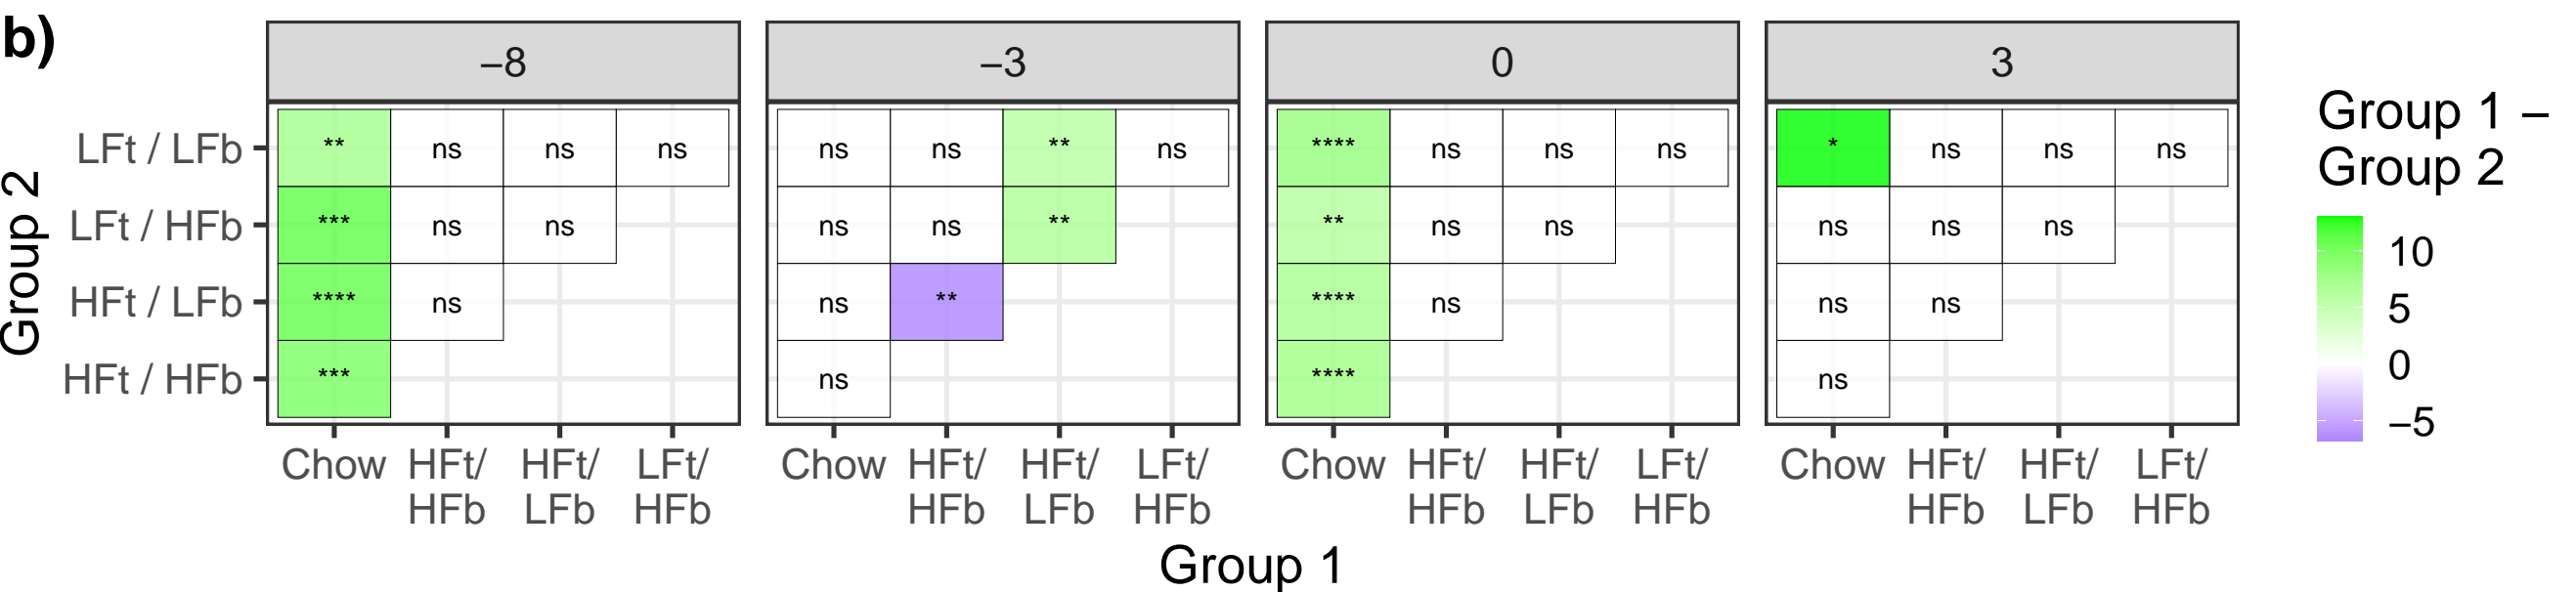 b)
–8 –3 0 3
Group 1 –
Group 2
LFt / LFb ** ns ns ns ns ns ** ns **** ns ns ns * ns ns ns
LFt / HFb *** ns ns ns ns ** ** ns ns ns ns ns
HFt / LFb **** ns ns ** **** ns ns ns
HFt / HFb *** ns **** ns
Group 2
10
5
0
–5
Chow HFt/ HFt/ LFt/ Chow HFt/ HFt/ LFt/ Chow HFt/ HFt/ LFt/ Chow HFt/ HFt/ LFt/
HFb LFb HFb HFb LFb HFb HFb LFb HFb HFb LFb HFb
Group 1